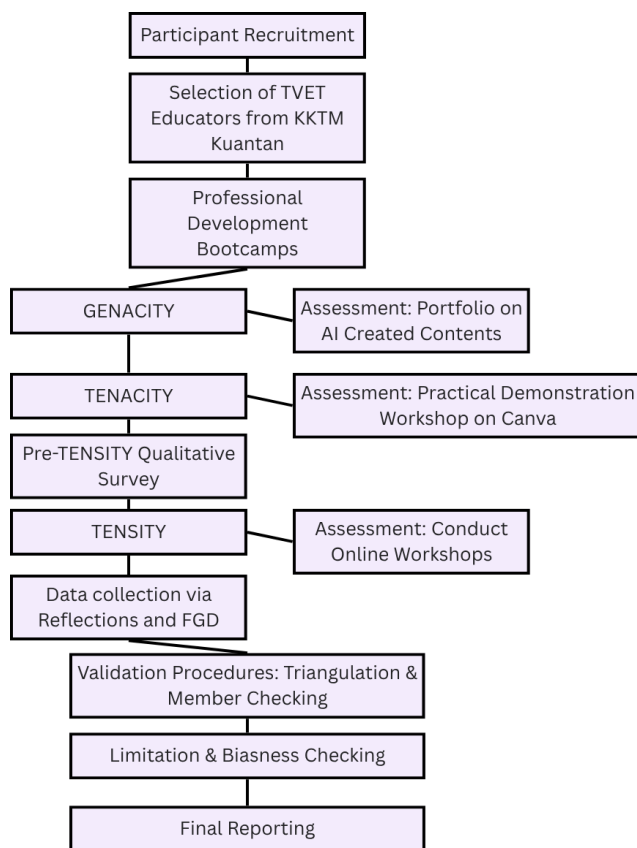 Participant Recruitment
Selection of TVET
Educators from KKTM
Kuantan
Professional
Development
Bootcamps
GENACITY
Assessment: Portfolio on
AI Created Contents
TENACITY
Assessment: Practical Demonstration
Workshop on Canva
Pre-TENSITY Qualitative
Survey
TENSITY
Assessment: Conduct
Online Workshops
Data collection via
Reflections and FGD
Validation Procedures: Triangulation &
Member Checking
Limitation & Biasness Checking
Final Reporting